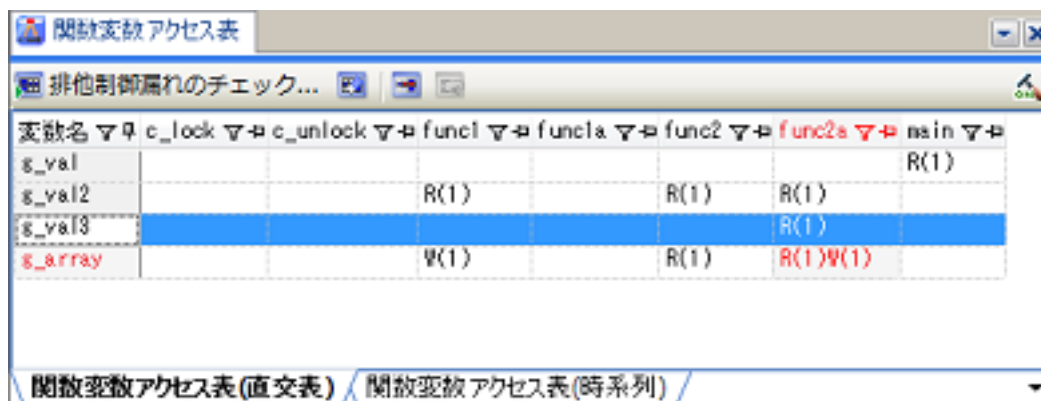 関数変数アクセス表
排他制御漏れのチェック...
変数名 c_lock c_unlock func1 func1a func2 func2a main
g_val R(1)
g_val2 R(1) R(1) R(1)
g_val3 R(1)
g_array W(1) R(1) R(1)W(1)
関数変数アクセス表(直交表) 関数変数アクセス表(時系列)